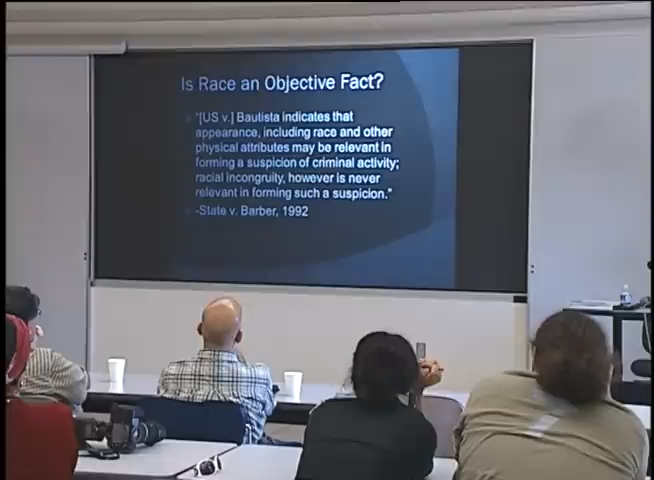 Is Race an Objective Fact?
"[US v.] Bautista indicates that
appearance, including race and other
physical attributes may be relevant in
forming a suspicion of criminal activity;
racial incongruity, however is never
relevant in forming such a suspicion."
-State v. Barber, 1992